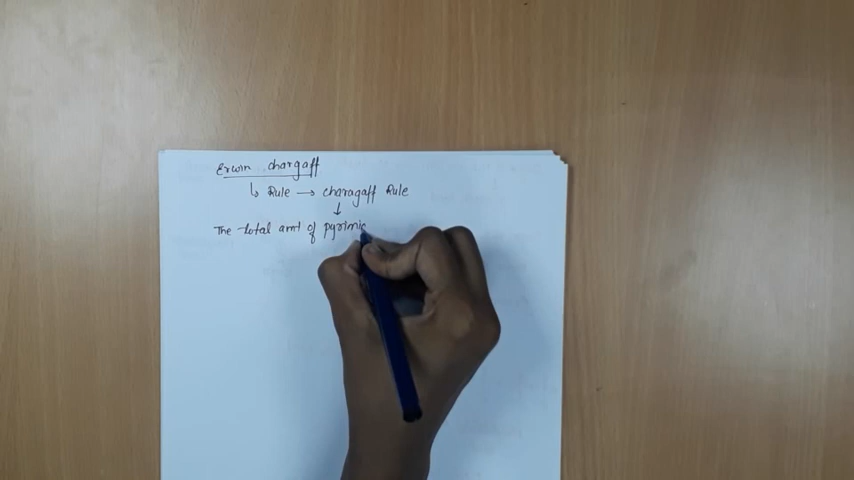 Erwin chargaff
↳ Rule → charagaff Rule
↓
The total amt of pyrimi